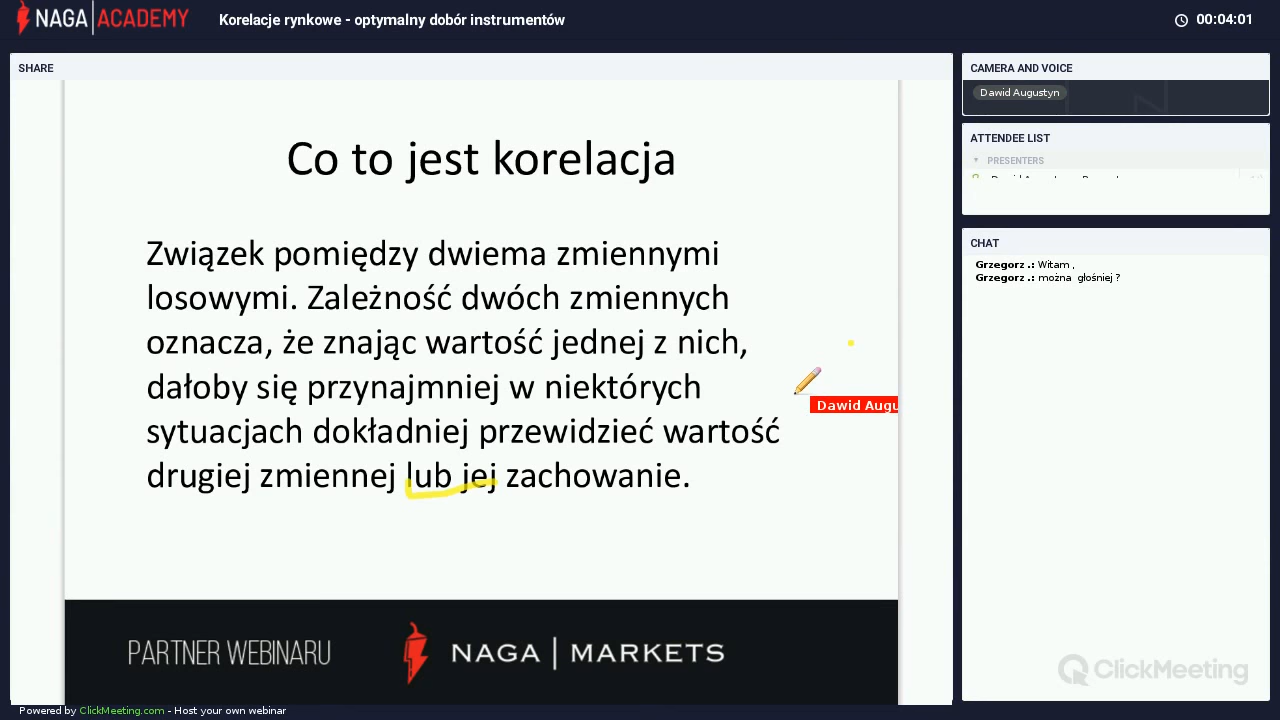 NAGA|ACADEMY
Korelacje rynkowe - optymalny dobór instrumentów
00:04:01
SHARE
Co to jest korelacja
Związek pomiędzy dwiema zmiennymi
losowymi. Zależność dwóch zmiennych
oznacza, że znając wartość jednej z nich,
dałoby się przynajmniej w niektórych
sytuacjach dokładniej przewidzieć wartość
drugiej zmiennej lub jej zachowanie.
Dawid Augu
PARTNER WEBINARU
NAGA | MARKETS
CAMERA AND VOICE
Dawid Augustyn
ATTENDEE LIST
PRESENTERS
CHAT
Grzegorz .: Witam ,
Grzegorz .: można głośniej ?
ClickMeeting
Powered by ClickMeeting.com - Host your own webinar